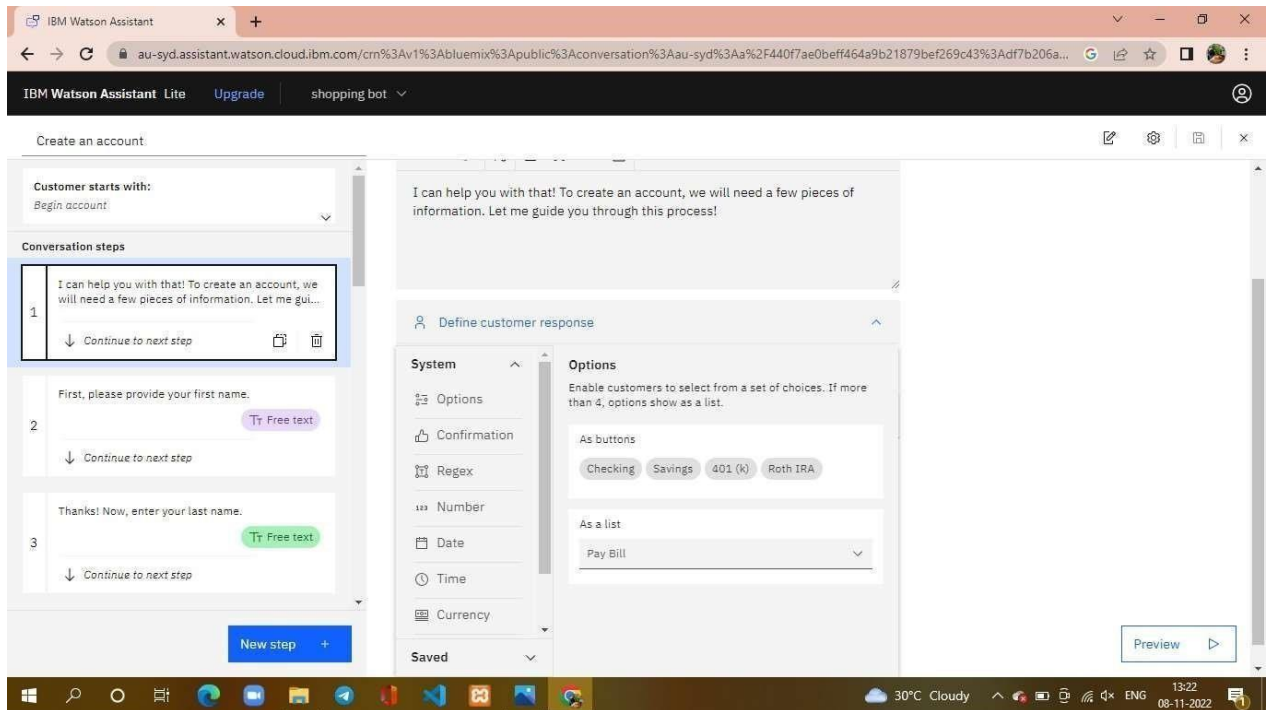 IBM Watson Assistant
au-syd.assistant.watson.cloud.ibm.com/crn%3Av1%3Abluemix%3Apublic%3Aconversation%3Aau-syd%3Aa%2F440f7ae0beff464a9b21879bef269c43%3Adf7b206a...
IBM Watson Assistant Lite Upgrade shopping bot
Create an account
Customer starts with:
Begin account
Conversation steps
1
I can help you with that! To create an account, we
will need a few pieces of information. Let me gui...
Continue to next step
2
First, please provide your first name.
Free text
Continue to next step
3
Thanks! Now, enter your last name.
Free text
Continue to next step
New step +
I can help you with that! To create an account, we will need a few pieces of
information. Let me guide you through this process!
Define customer response
System
Options
Confirmation
Regex
Number
Date
Time
Currency
Saved
Options
Enable customers to select from a set of choices. If more
than 4, options show as a list.
As buttons
Checking Savings 401 (k) Roth IRA
As a list
Pay Bill
Preview
30°C Cloudy ENG
13:22
08-11-2022